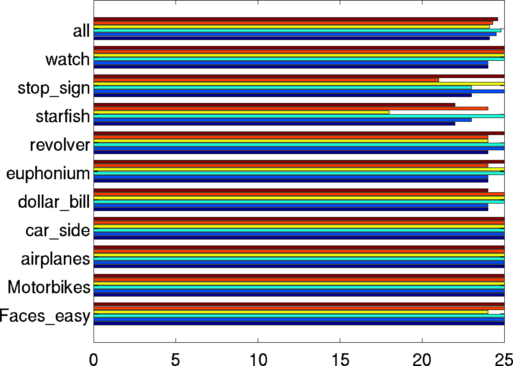 all
watch
stop_sign
starfish
revolver
euphonium
dollar_bill
car_side
airplanes
Motorbikes
Faces_easy
0 5 10 15 20 25